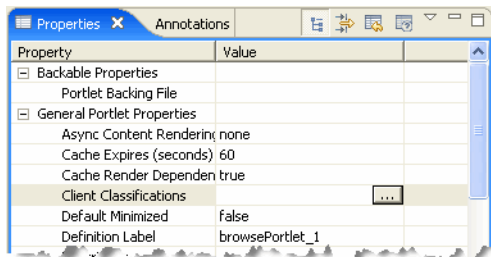 Properties Annotations
Property Value
Backable Properties
Portlet Backing File
General Portlet Properties
Async Content Rendering none
Cache Expires (seconds) 60
Cache Render Dependen true
Client Classifications ...
Default Minimized false
Definition Label browsePortlet_1